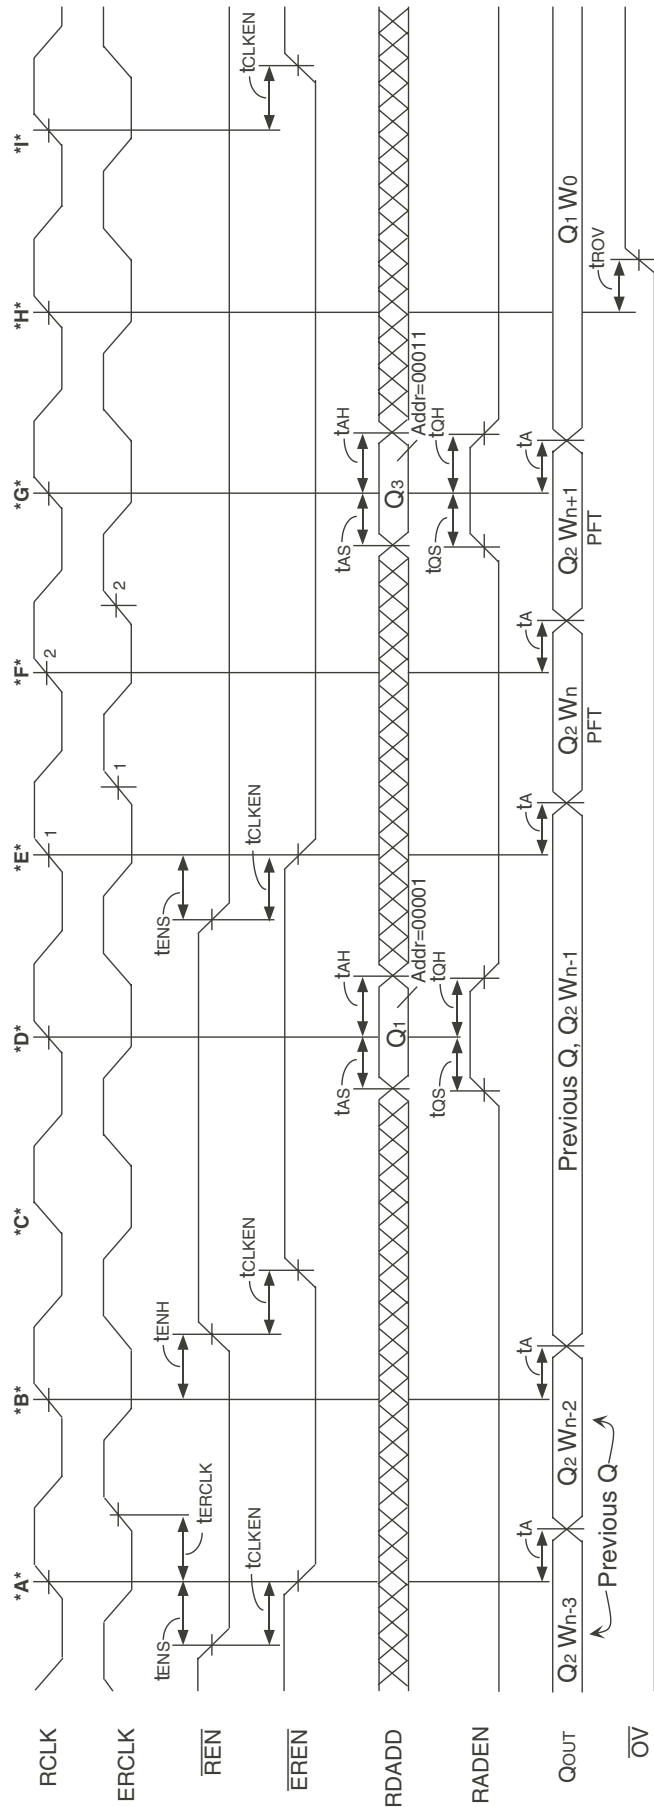 *A* *B* *C* *D* *E* *F* *G* *H* *I*
RCLK 1 2
ERCLK 1 2
tERCLK
REN tENS tENH tENS
EREN tCLKEN tCLKEN tCLKEN tCLKEN
RDADD tAS Q1 tAH tAS Q3 tAH
Addr=00001 Addr=00011
RADEN tQS tQH tQS tQH
tA tA tA tA tA
QOUT Q2 Wn-3 Q2 Wn-2 Previous Q, Q2 Wn-1 Q2 Wn Q2 Wn+1 Q1 W0
Previous Q PFT PFT
OV tROV